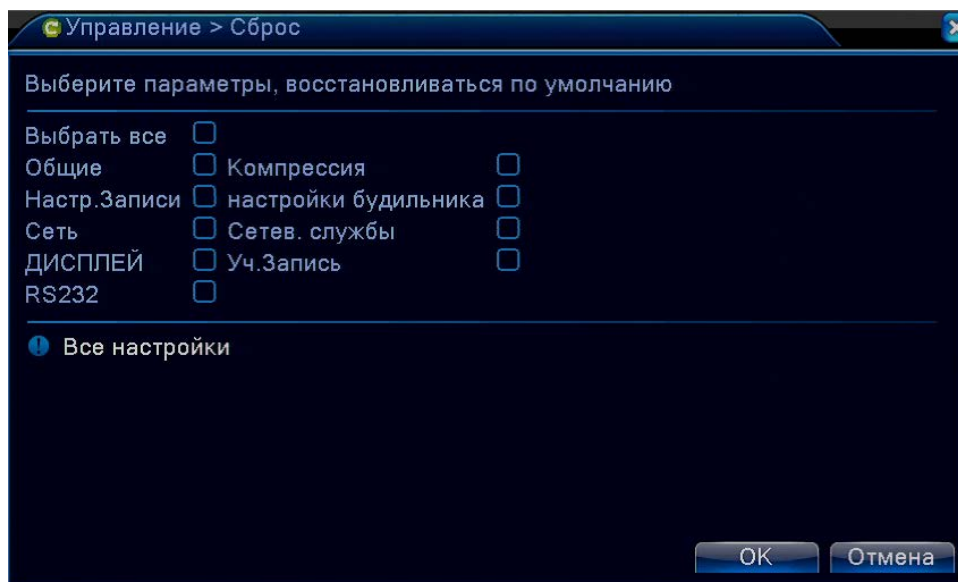 Управление > Сброс
Выберите параметры, восстановливаться по умолчанию
Выбрать все
Общие Компрессия
Настр.Записи настройки будильника
Сеть Сетев. службы
ДИСПЛЕЙ Уч.Запись
RS232
Все настройки
OK Отмена